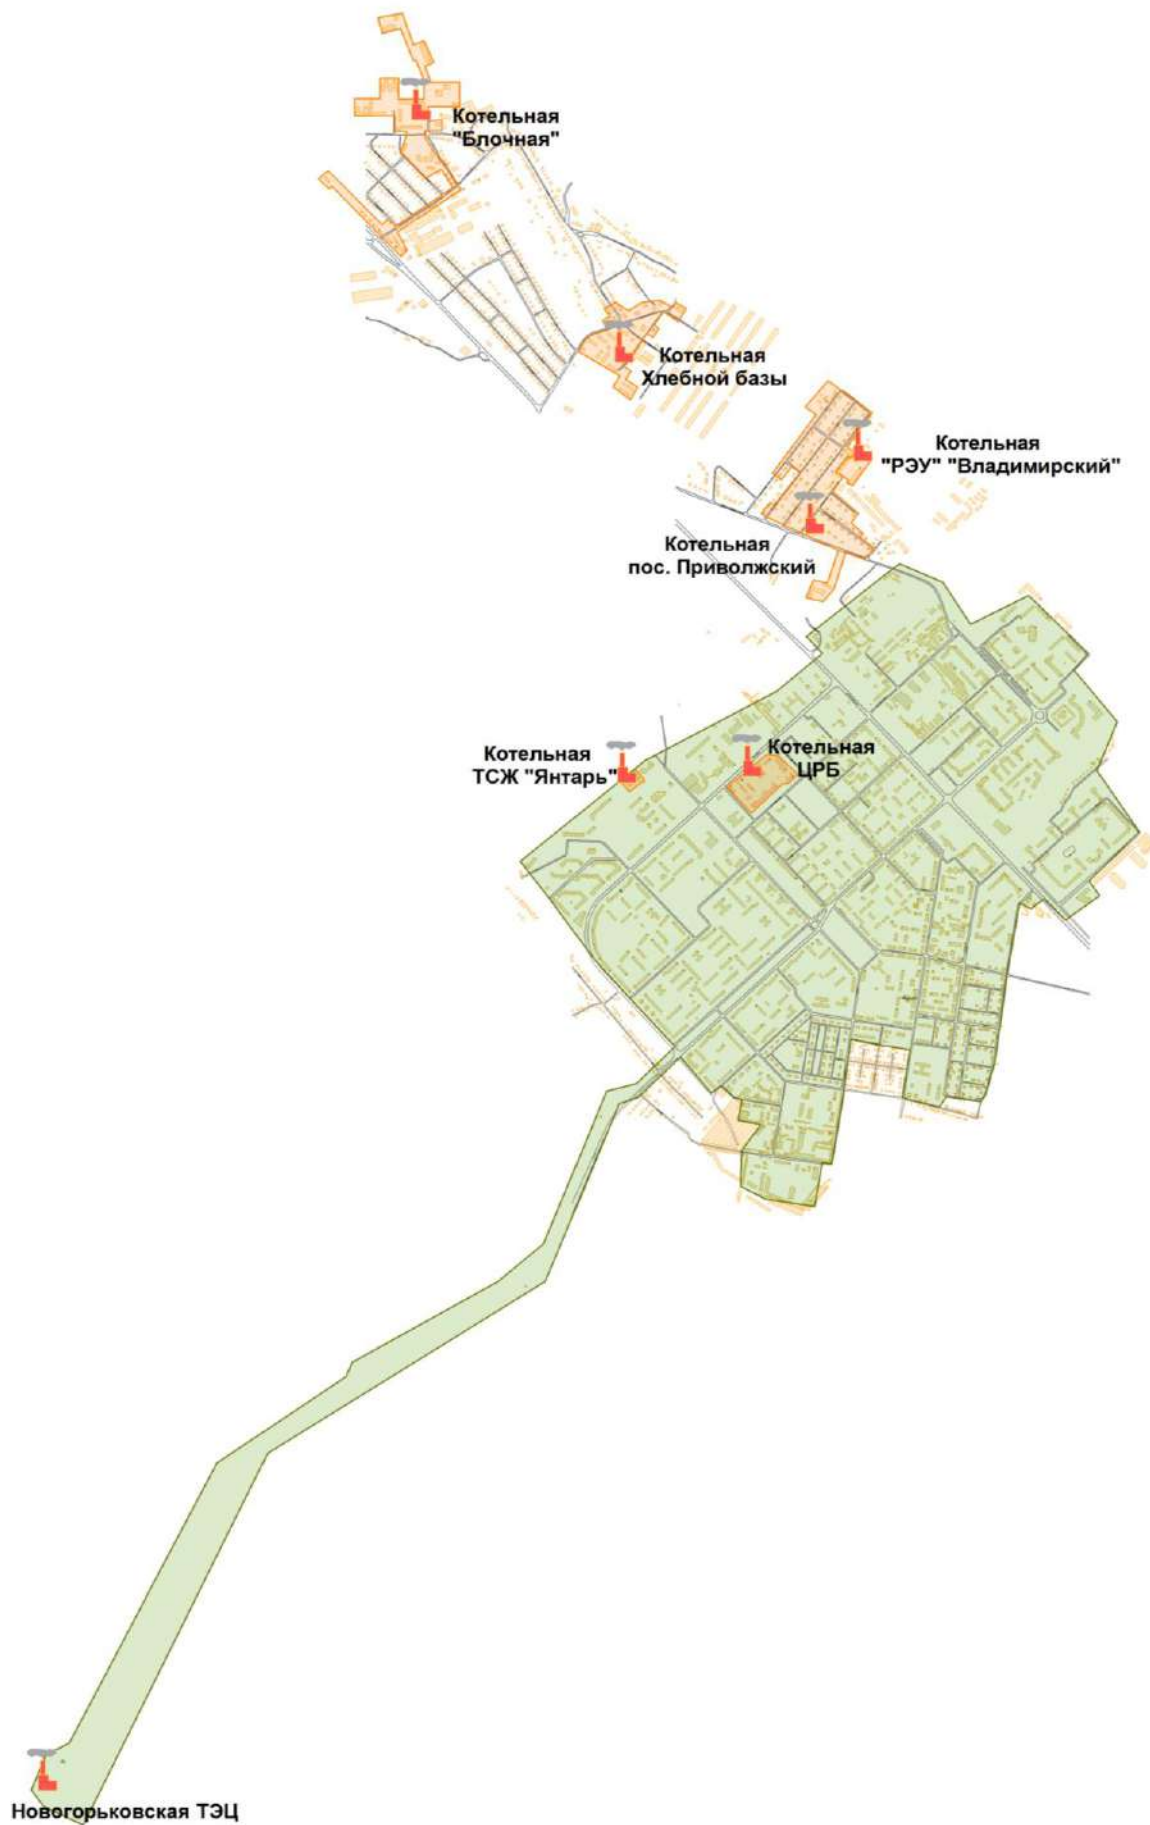 Котельная
"Блочная"
Котельная
Хлебной базы
Котельная
"РЭУ" "Владимирский"
Котельная
пос. Приволжский
Котельная
ТСЖ "Янтарь"
Котельная
ЦРБ
Новогорьковская ТЭЦ